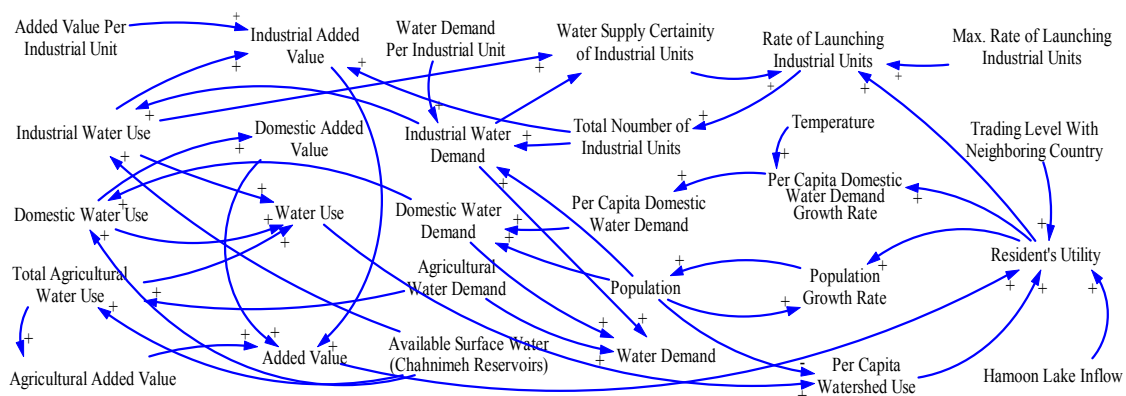 Added Value Per
Industrial Unit
Industrial Added
Value
Water Demand
Per Industrial Unit
Water Supply Certainity
of Industrial Units
Rate of Launching
Industrial Units
Max. Rate of Launching
Industrial Units
Industrial Water Use
Domestic Added
Value
Industrial Water
Demand
Total Noumber of
Industrial Units
Temperature
Trading Level With
Neighboring Country
Domestic Water Use
Water Use
Domestic Water
Demand
Per Capita Domestic
Water Demand
Per Capita Domestic
Water Demand
Growth Rate
Resident's Utility
Total Agricultural
Water Use
Agricultural
Water Demand
Population
Population
Growth Rate
Agricultural Added Value
Added Value
Available Surface Water
(Chahnimeh Reservoirs)
Water Demand
Per Capita
Watershed Use
Hamoon Lake Inflow